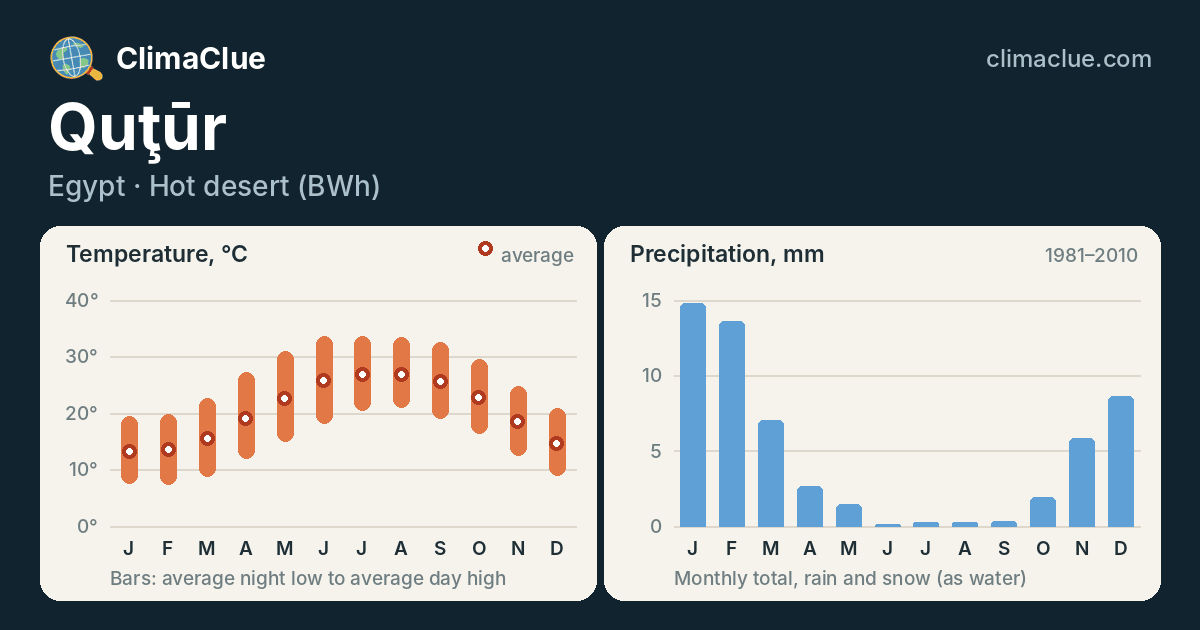 ClimaClue
climaclue.com
Quţūr
Egypt · Hot desert (BWh)
Temperature, °C
average
40°
30°
20°
10°
0°
J F M A M J J A S O N D
Bars: average night low to average day high
Precipitation, mm
1981–2010
15
10
5
0
J F M A M J J A S O N D
Monthly total, rain and snow (as water)